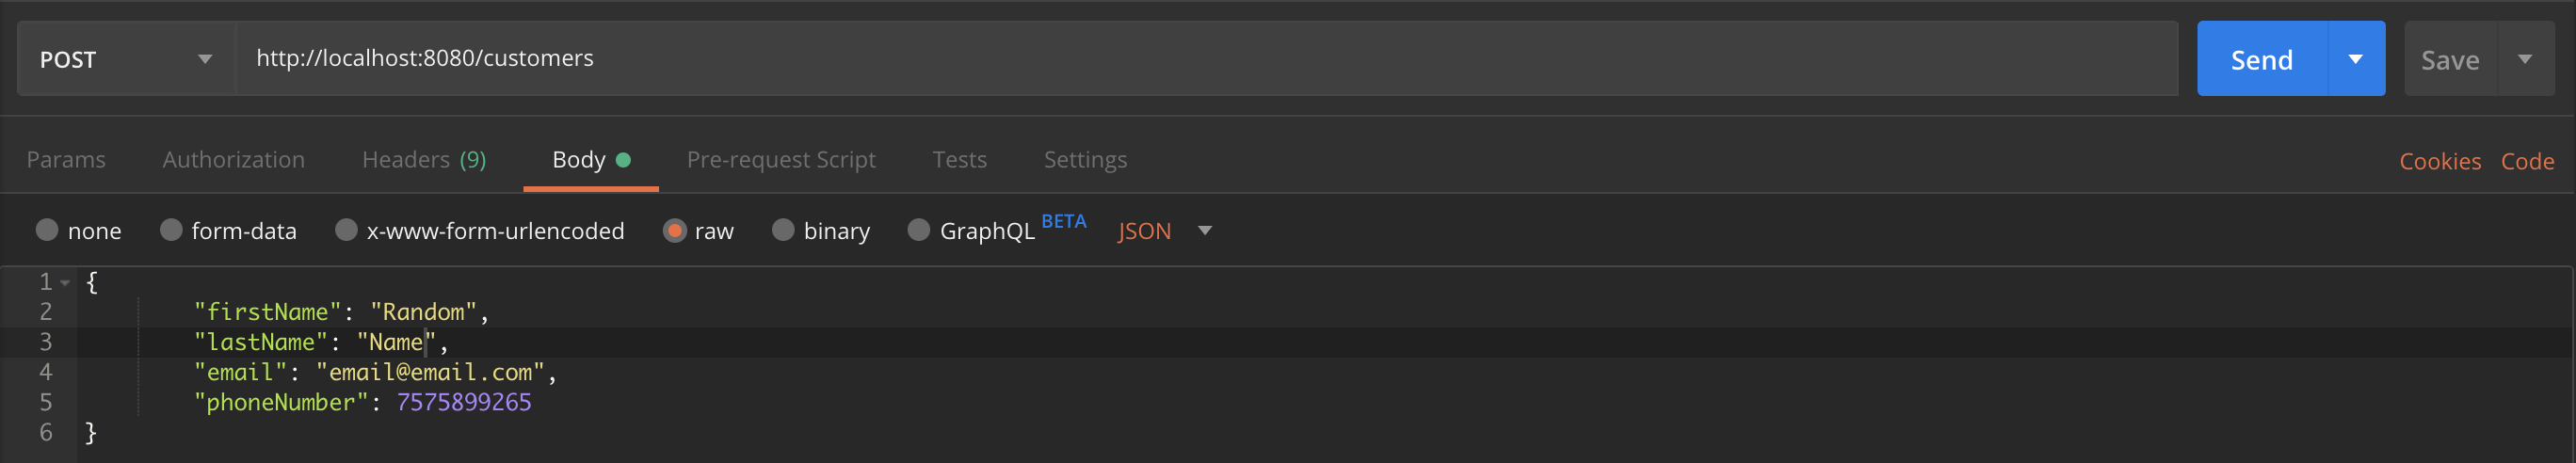 POST http://localhost:8080/customers Send Save
Params Authorization Headers (9) Body Pre-request Script Tests Settings Cookies Code
none form-data x-www-form-urlencoded raw binary GraphQL BETA JSON
1 {
2 "firstName": "Random",
3 "lastName": "Name",
4 "email": "email@email.com",
5 "phoneNumber": 7575899265
6 }